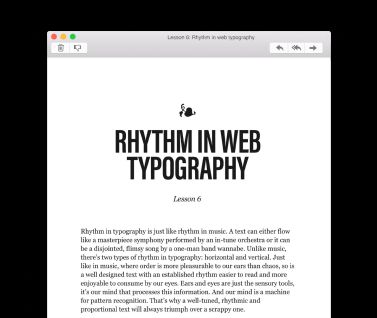 Lesson 6: Rhythm in web typography
RHYTHM IN WEB
TYPOGRAPHY
Lesson 6
Rhythm in typography is just like rhythm in music. A text can either flow
like a masterpiece symphony performed by an in-tune orchestra or it can
be a disjointed, flimsy song by a one-man band wannabe. Unlike music,
there's two types of rhythm in typography: horizontal and vertical. Just
like in music, where order is more pleasurable to our ears than chaos, so is
a well designed text with an established rhythm easier to read and more
enjoyable to consume by our eyes. Ears and eyes are just the sensory tools,
it's our mind that processes this information. And our mind is a machine
for pattern recognition. That's why a well-tuned, rhythmic and
proportional text will always triumph over a scrappy one.